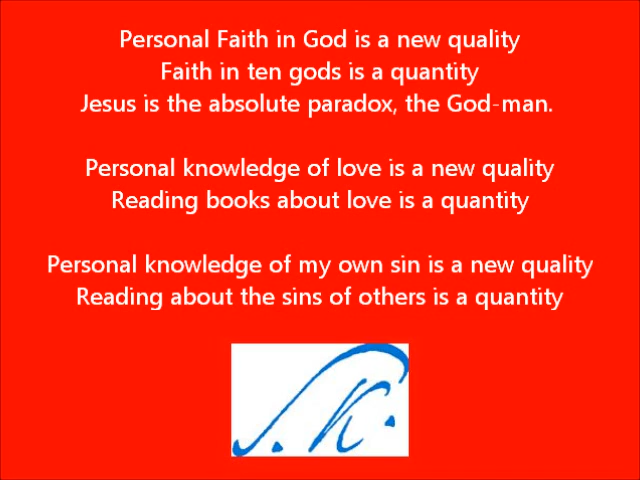 Personal Faith in God is a new quality
Faith in ten gods is a quantity
Jesus is the absolute paradox, the God-man.
Personal knowledge of love is a new quality
Reading books about love is a quantity
Personal knowledge of my own sin is a new quality
Reading about the sins of others is a quantity
S. K.